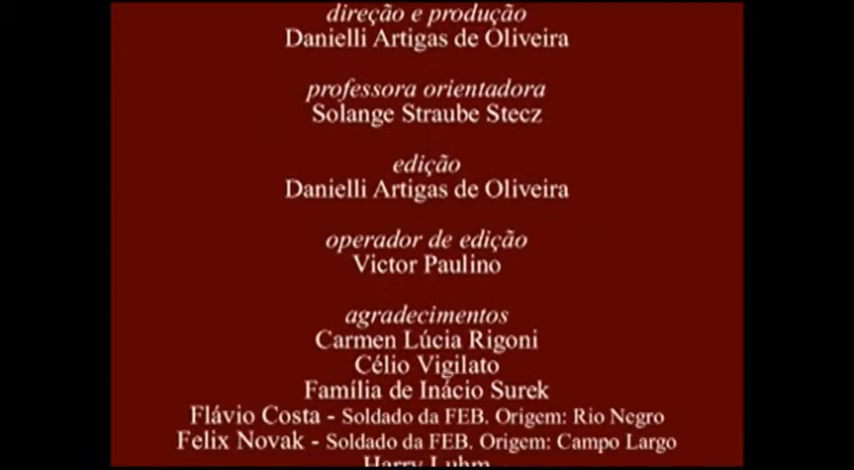 direção e produção
Danielli Artigas de Oliveira
professora orientadora
Solange Straube Stecz
edição
Danielli Artigas de Oliveira
operador de edição
Victor Paulino
agradecimentos
Carmen Lúcia Rigoni
Célio Vigilato
Família de Inácio Surek
Flávio Costa - Soldado da FEB. Origem: Rio Negro
Felix Novak - Soldado da FEB. Origem: Campo Largo
Harry